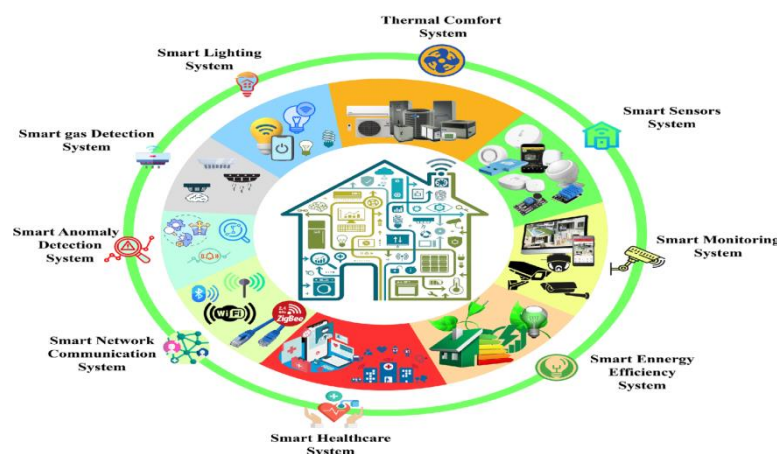 Thermal Comfort
System
Smart Lighting
System
Smart Sensors
System
Smart gas Detection
System
Smart Anomaly
Detection
System
Smart Monitoring
System
WiFi
ZigBee
Smart Network
Communication
System
Smart Ennergy
Efficiency
System
Smart Healthcare
System